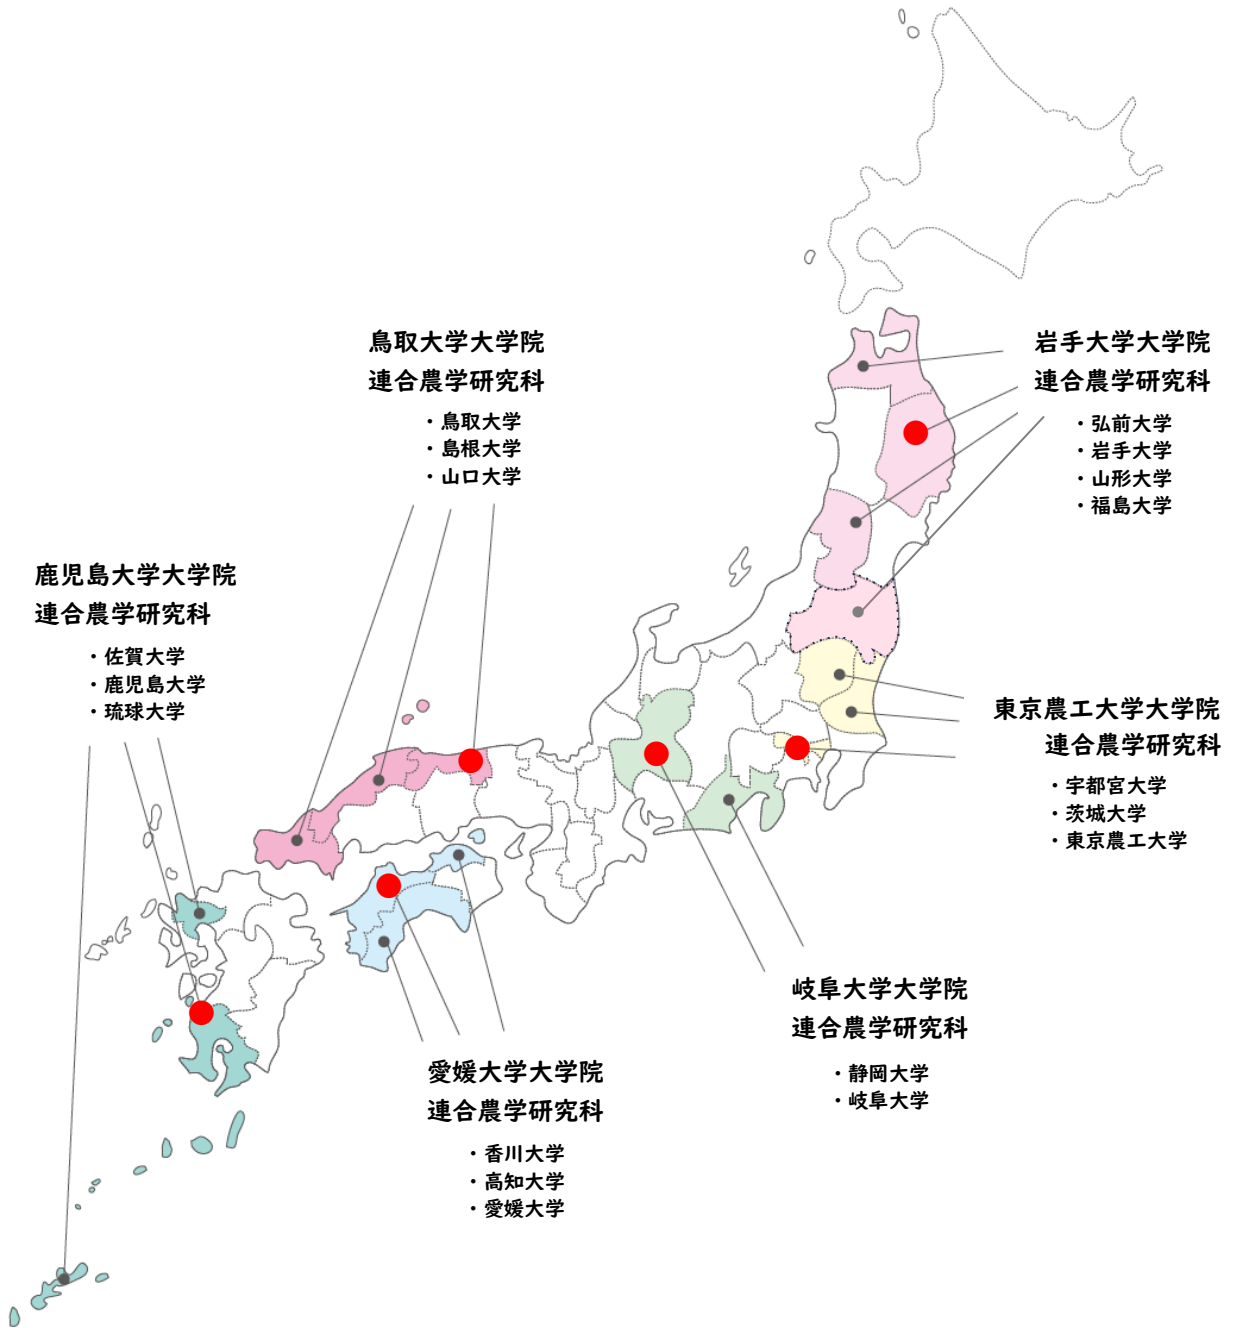 鳥取大学大学院
連合農学研究科
・鳥取大学
・島根大学
・山口大学
岩手大学大学院
連合農学研究科
・弘前大学
・岩手大学
・山形大学
・福島大学
鹿児島大学大学院
連合農学研究科
・佐賀大学
・鹿児島大学
・琉球大学
東京農工大学大学院
連合農学研究科
・宇都宮大学
・茨城大学
・東京農工大学
岐阜大学大学院
連合農学研究科
・静岡大学
・岐阜大学
愛媛大学大学院
連合農学研究科
・香川大学
・高知大学
・愛媛大学